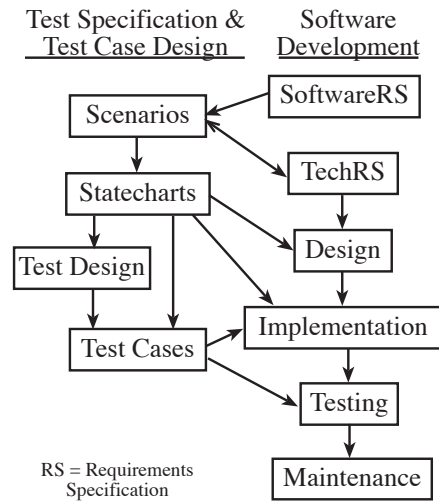 Test Specification &
Test Case Design
Software
Development
SoftwareRS
Scenarios
TechRS
Statecharts
Design
Test Design
Implementation
Test Cases
Testing
RS = Requirements
Specification
Maintenance